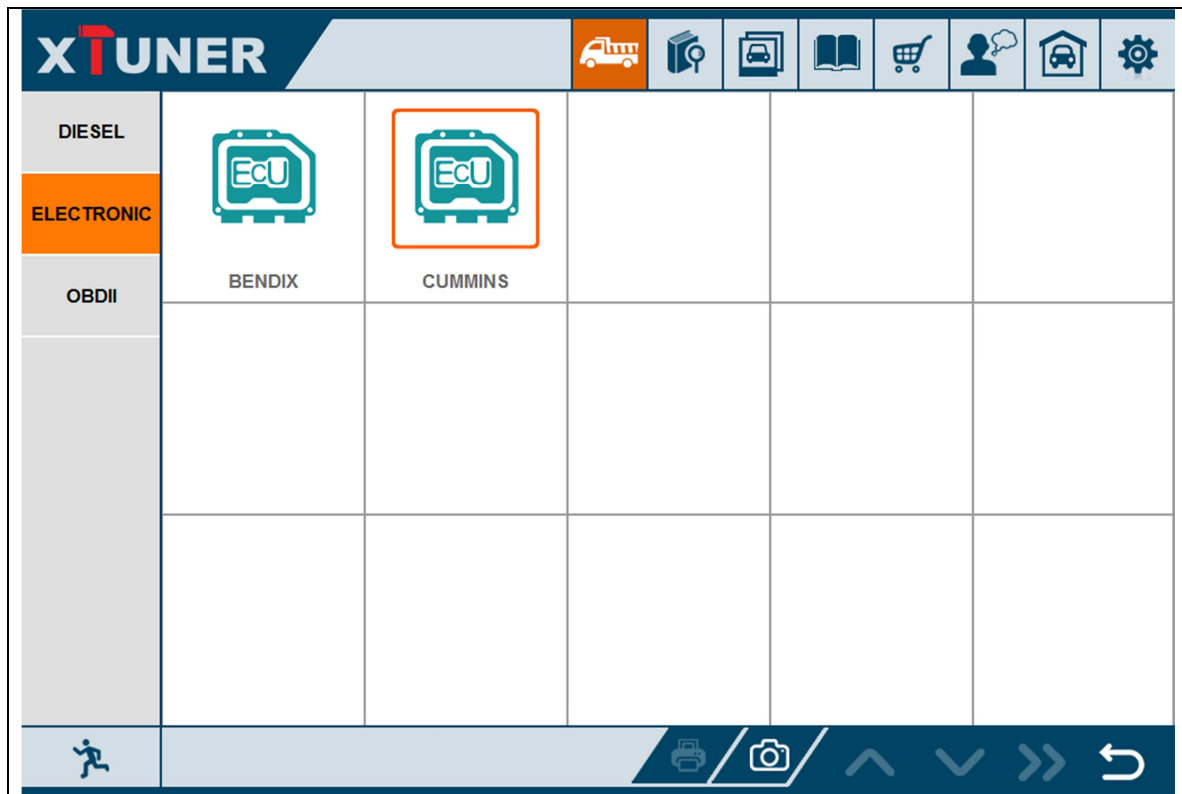 XTUNER
DIESEL
ELECTRONIC
OBDII
ECU
ECU
BENDIX
CUMMINS